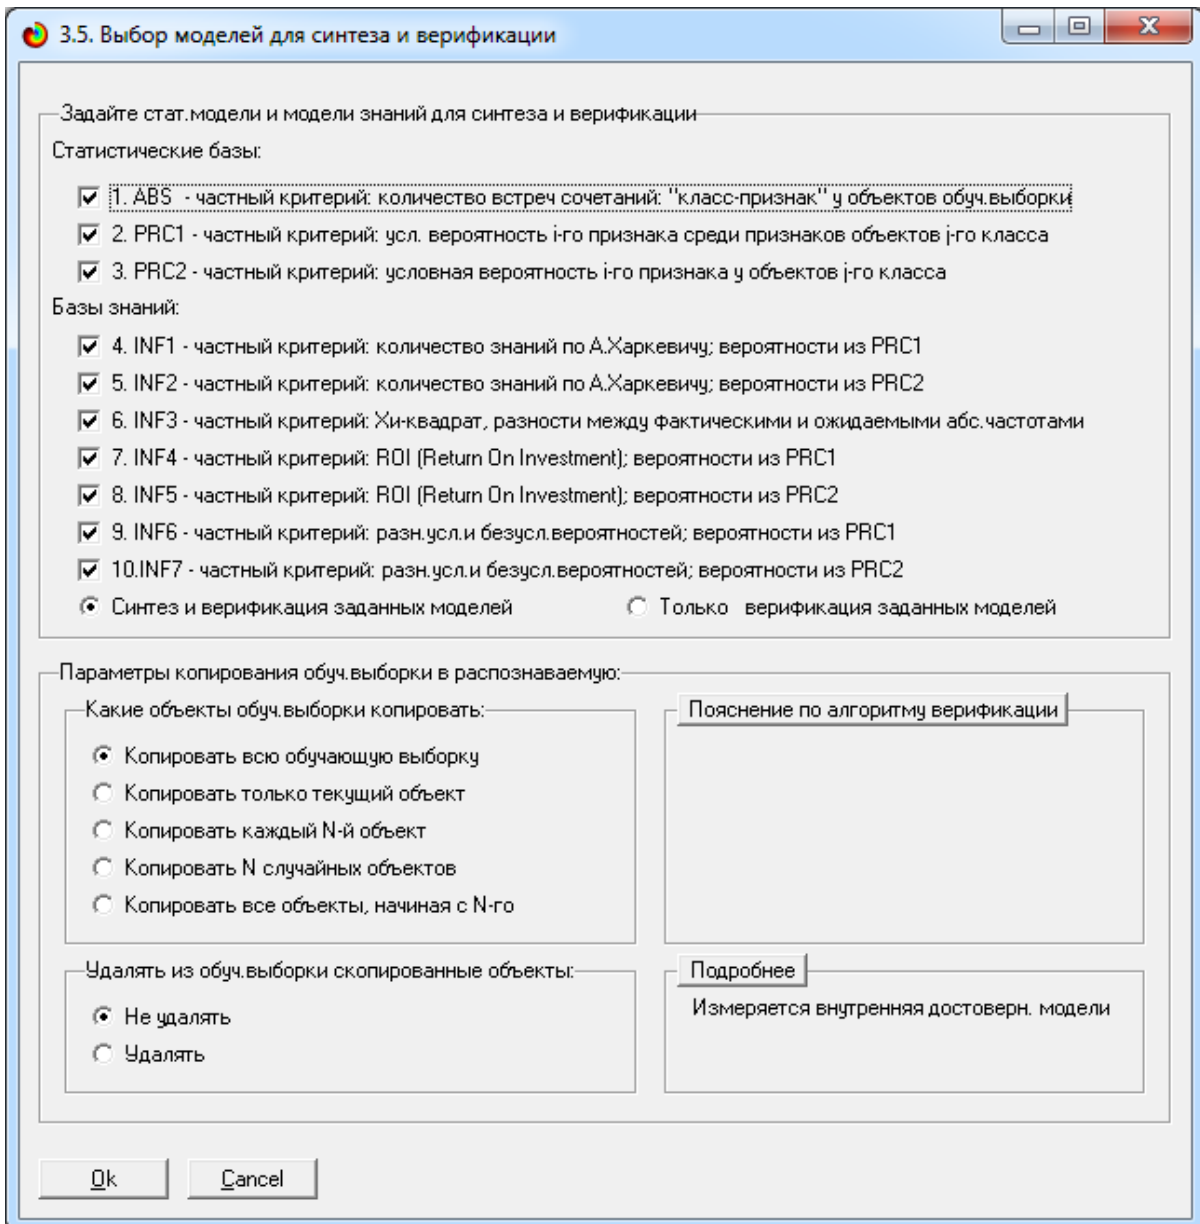 3.5. Выбор моделей для синтеза и верификации
Задайте стат.модели и модели знаний для синтеза и верификации
Статистические базы:
1. ABS - частный критерий: количество встреч сочетаний: "класс-признак" у объектов обуч.выборки
2. PRC1 - частный критерий: усл. вероятность i-го признака среди признаков объектов j-го класса
3. PRC2 - частный критерий: условная вероятность i-го признака у объектов j-го класса
Базы знаний:
4. INF1 - частный критерий: количество знаний по А.Харкевичу; вероятности из PRC1
5. INF2 - частный критерий: количество знаний по А.Харкевичу; вероятности из PRC2
6. INF3 - частный критерий: Хи-квадрат, разности между фактическими и ожидаемыми абс.частотами
7. INF4 - частный критерий: ROI (Return On Investment); вероятности из PRC1
8. INF5 - частный критерий: ROI (Return On Investment); вероятности из PRC2
9. INF6 - частный критерий: разн.усл.и безусл.вероятностей; вероятности из PRC1
10.INF7 - частный критерий: разн.усл.и безусл.вероятностей; вероятности из PRC2
Синтез и верификация заданных моделей Только верификация заданных моделей
Параметры копирования обуч.выборки в распознаваемую:
Какие объекты обуч.выборки копировать:
Копировать всю обучающую выборку
Копировать только текущий объект
Копировать каждый N-й объект
Копировать N случайных объектов
Копировать все объекты, начиная с N-го
Пояснение по алгоритму верификации
Удалять из обуч.выборки скопированные объекты:
Не удалять
Удалять
Подробнее
Измеряется внутренняя достоверн. модели
Ok Cancel